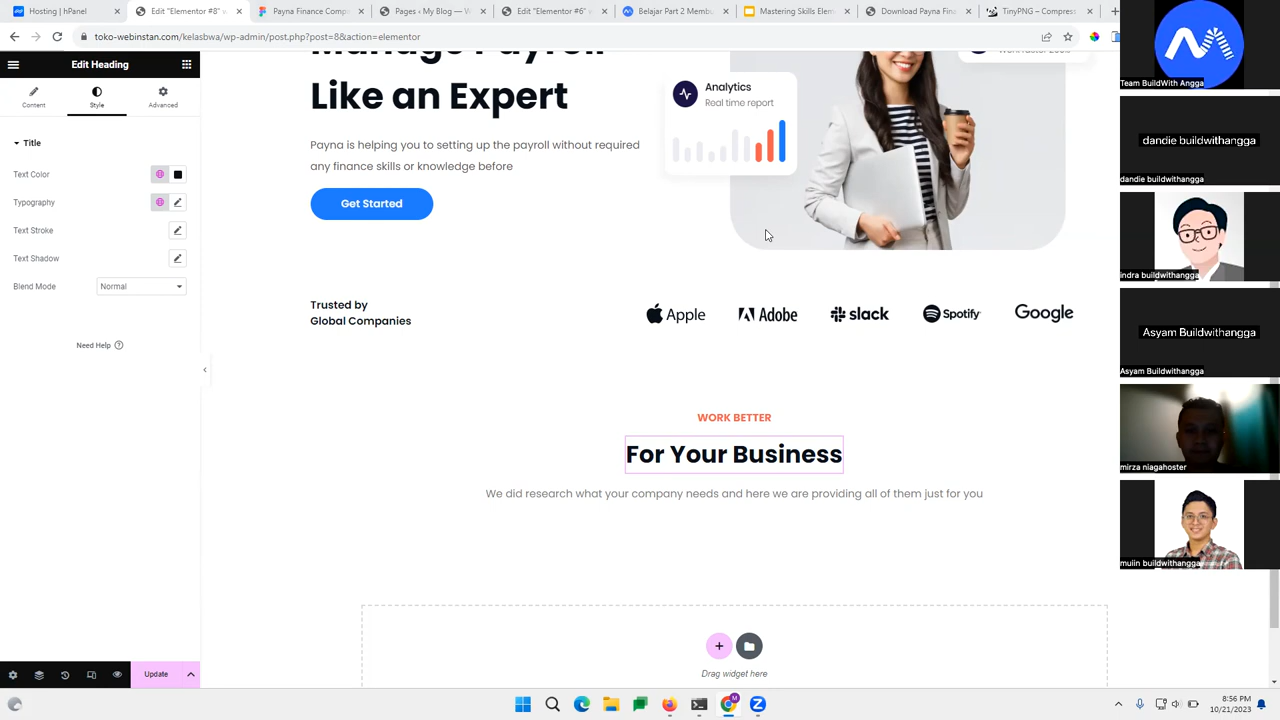 Hosting | hPanel
Edit "Elementor #8" w
Payna Finance Comp
Pages ‹ My Blog — W
Edit "Elementor #6" w
Belajar Part 2 Membu
Mastering Skills Elem
Download Payna Fina
TinyPNG – Compress
toko-webinstan.com/kelasbwa/wp-admin/post.php?post=8&action=elementor
Edit Heading
Content
Style
Advanced
Title
Text Color
Typography
Text Stroke
Text Shadow
Blend Mode
Normal
Need Help
Update
Like an Expert
Payna is helping you to setting up the payroll without required
any finance skills or knowledge before
Get Started
Analytics
Real time report
Trusted by
Global Companies
Apple
Adobe
slack
Spotify
Google
WORK BETTER
For Your Business
We did research what your company needs and here we are providing all of them just for you
Drag widget here
Team BuildWith Angga
dandie buildwithangga
dandie buildwithangga
indra buildwithangga
Asyam Buildwithangga
Asyam Buildwithangga
mirza niagahoster
muiin buildwithangga
8:56 PM
10/21/2023